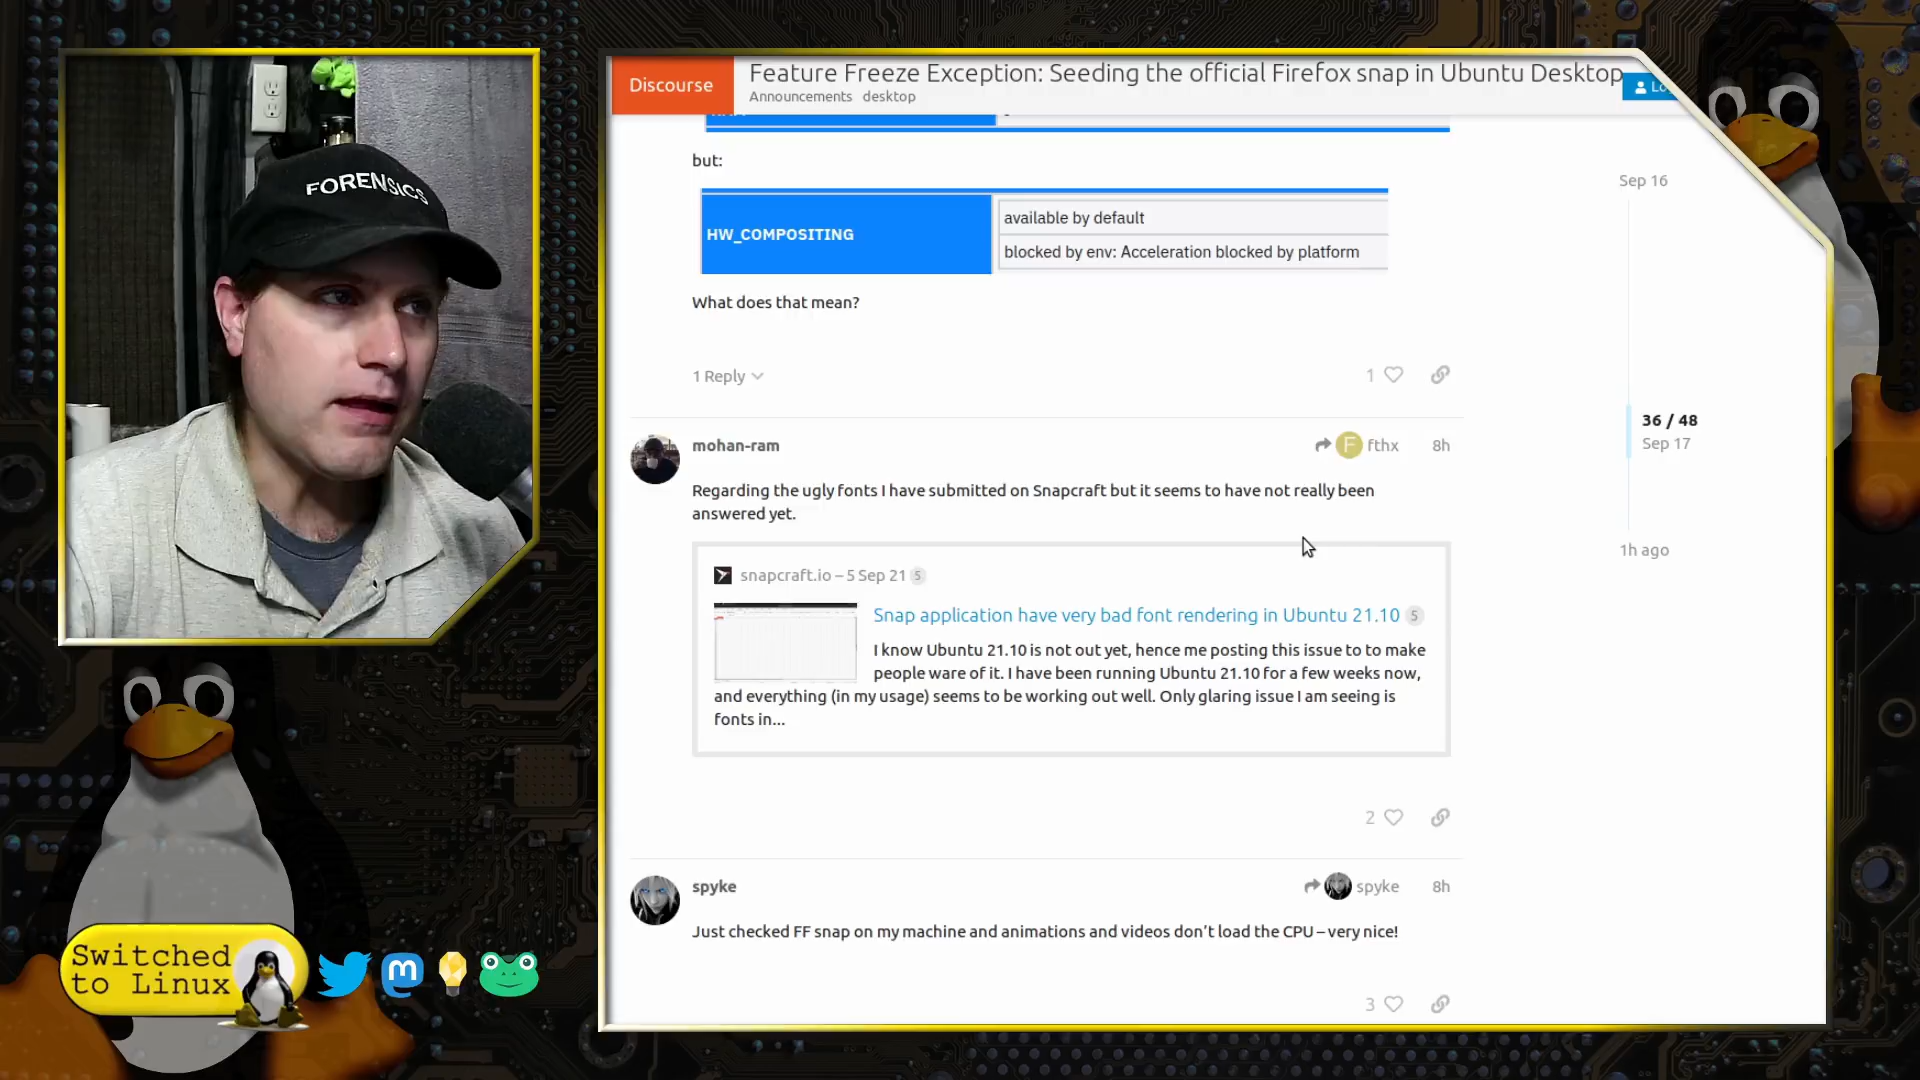 FORENSICS
Discourse
Feature Freeze Exception: Seeding the official Firefox snap in Ubuntu Desktop
Announcements desktop
but:
HW_COMPOSITING
available by default
blocked by env: Acceleration blocked by platform
What does that mean?
1 Reply
1
mohan-ram
F fthx 8h
Regarding the ugly fonts I have submitted on Snapcraft but it seems to have not really been
answered yet.
snapcraft.io – 5 Sep 21 5
Snap application have very bad font rendering in Ubuntu 21.10 5
I know Ubuntu 21.10 is not out yet, hence me posting this issue to to make
people ware of it. I have been running Ubuntu 21.10 for a few weeks now,
and everything (in my usage) seems to be working out well. Only glaring issue I am seeing is
fonts in...
2
spyke
spyke 8h
Just checked FF snap on my machine and animations and videos don't load the CPU – very nice!
3
Sep 16
36 / 48
Sep 17
1h ago
Switched
to Linux